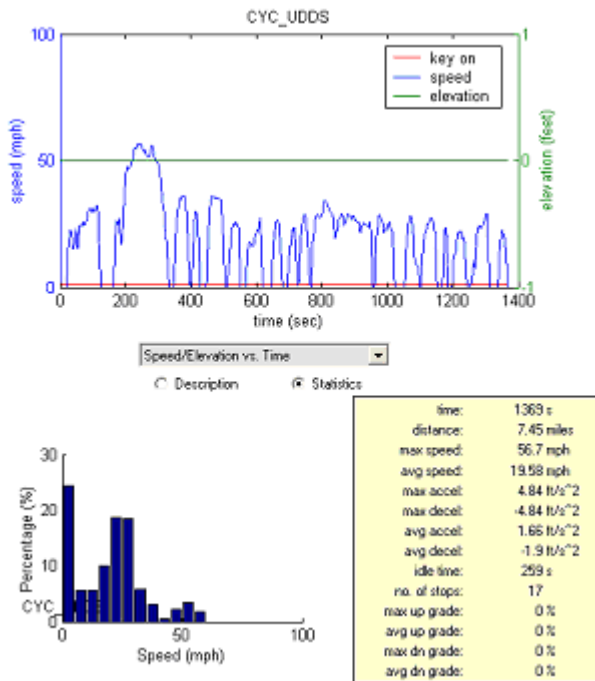 CYC_UDDS
100
50
0
speed (mph)
key on
speed
elevation
1
0
-1
elevation (feet)
0 200 400 600 800 1000 1200 1400
time (sec)
Speed/Elevation vs. Time
Description Statistics
30
20
10
0
Percentage (%)
CYC
0 50 100
Speed (mph)
time: 1369 s
distance: 7.45 miles
max speed: 56.7 mph
avg speed: 19.58 mph
max accel: 4.84 ft/s^2
max decel: -4.84 ft/s^2
avg accel: 1.66 ft/s^2
avg decel: -1.9 ft/s^2
idle time: 259 s
no. of stops: 17
max up grade: 0 %
avg up grade: 0 %
max dn grade: 0 %
avg dn grade: 0 %